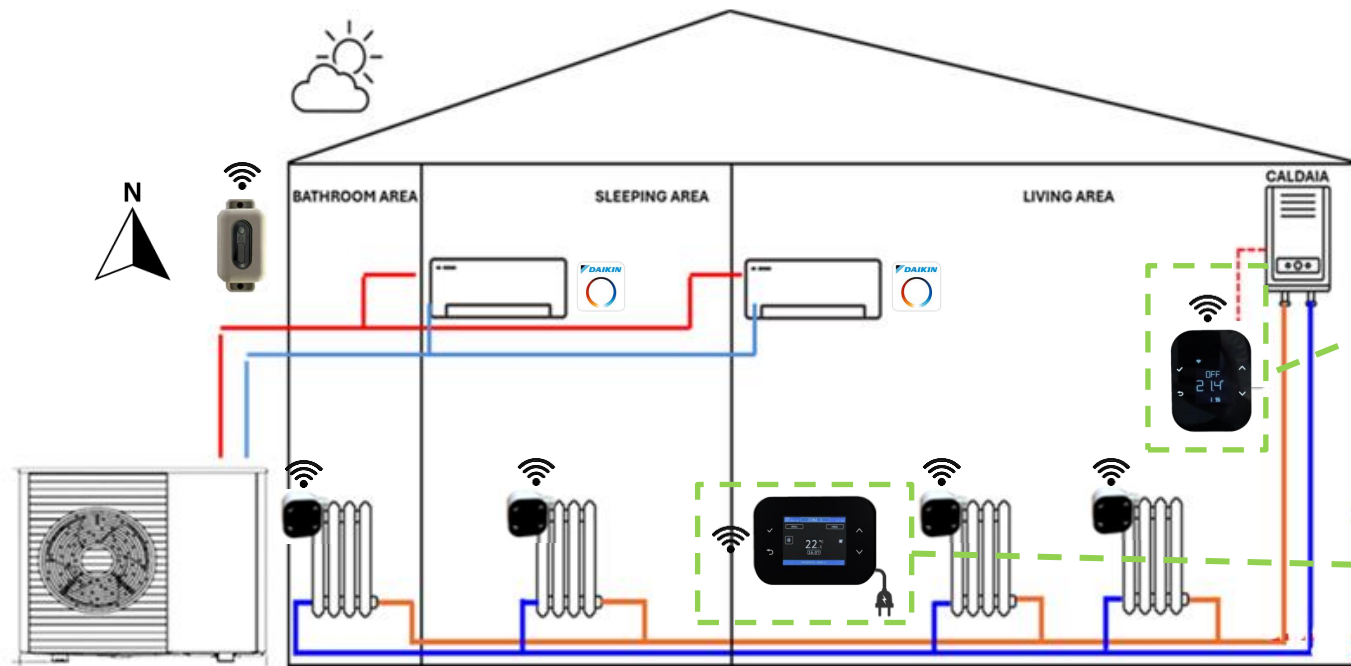 N
BATHROOM AREA
SLEEPING AREA
LIVING AREA
CALDAIA
DAIKIN
DAIKIN
OFF
21.4
22